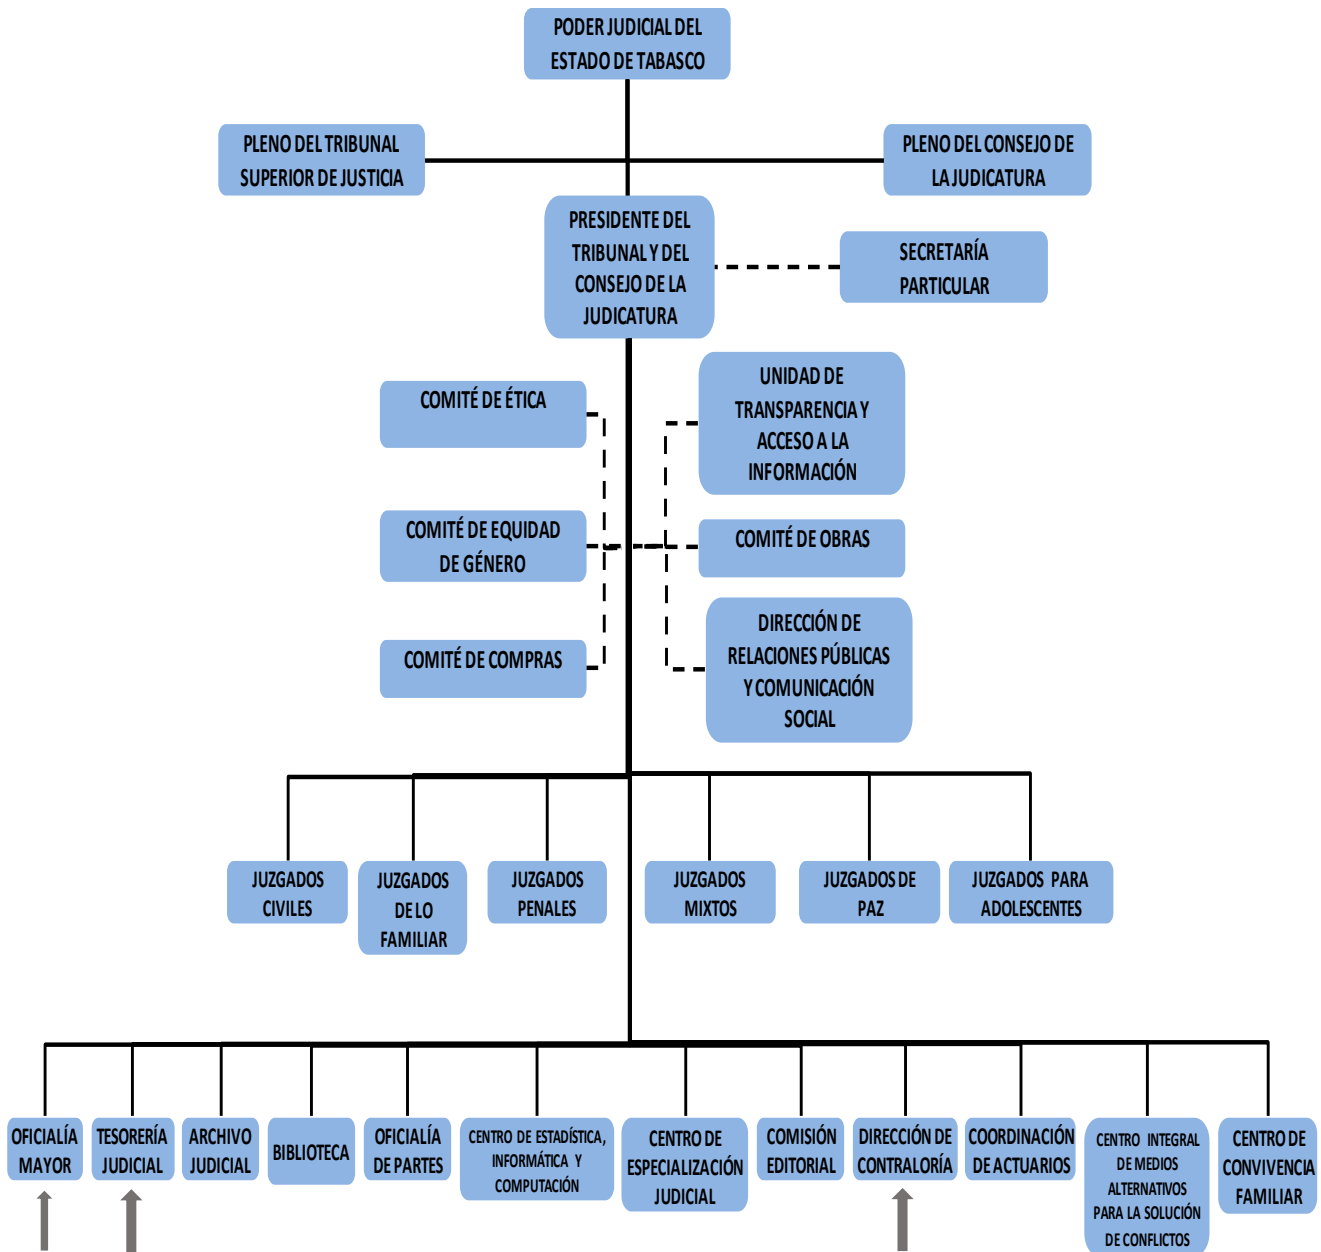 PODER JUDICIAL DEL
ESTADO DE TABASCO
PLENO DEL TRIBUNAL
SUPERIOR DE JUSTICIA
PLENO DEL CONSEJO DE
LA JUDICATURA
PRESIDENTE DEL
TRIBUNAL Y DEL
CONSEJO DE LA
JUDICATURA
SECRETARÍA
PARTICULAR
COMITÉ DE ÉTICA
UNIDAD DE
TRANSPARENCIA Y
ACCESO A LA
INFORMACIÓN
COMITÉ DE EQUIDAD
DE GÉNERO
COMITÉ DE OBRAS
COMITÉ DE COMPRAS
DIRECCIÓN DE
RELACIONES PÚBLICAS
Y COMUNICACIÓN
SOCIAL
JUZGADOS
CIVILES
JUZGADOS
DE LO
FAMILIAR
JUZGADOS
PENALES
JUZGADOS
MIXTOS
JUZGADOS DE
PAZ
JUZGADOS PARA
ADOLESCENTES
OFICIALÍA
MAYOR
TESORERÍA
JUDICIAL
ARCHIVO
JUDICIAL
BIBLIOTECA
OFICIALÍA
DE PARTES
CENTRO DE ESTADÍSTICA,
INFORMÁTICA Y
COMPUTACIÓN
CENTRO DE
ESPECIALIZACIÓN
JUDICIAL
COMISIÓN
EDITORIAL
DIRECCIÓN DE
CONTRALORÍA
COORDINACIÓN
DE ACTUARIOS
CENTRO INTEGRAL
DE MEDIOS
ALTERNATIVOS
PARA LA SOLUCIÓN
DE CONFLICTOS
CENTRO DE
CONVIVENCIA
FAMILIAR